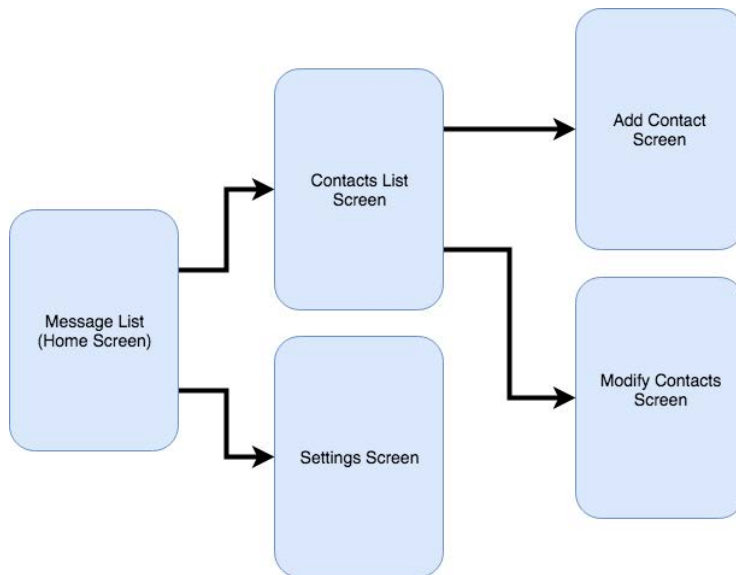 Message List
(Home Screen)
Contacts List
Screen
Settings Screen
Add Contact
Screen
Modify Contacts
Screen